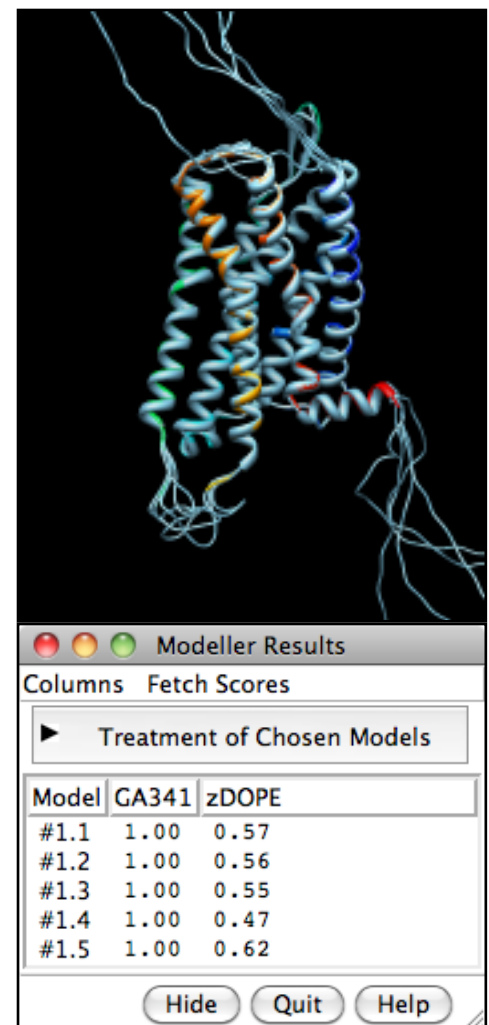 Modeller Results
Columns Fetch Scores
Treatment of Chosen Models
Model GA341 zDOPE
#1.1 1.00 0.57
#1.2 1.00 0.56
#1.3 1.00 0.55
#1.4 1.00 0.47
#1.5 1.00 0.62
Hide Quit Help